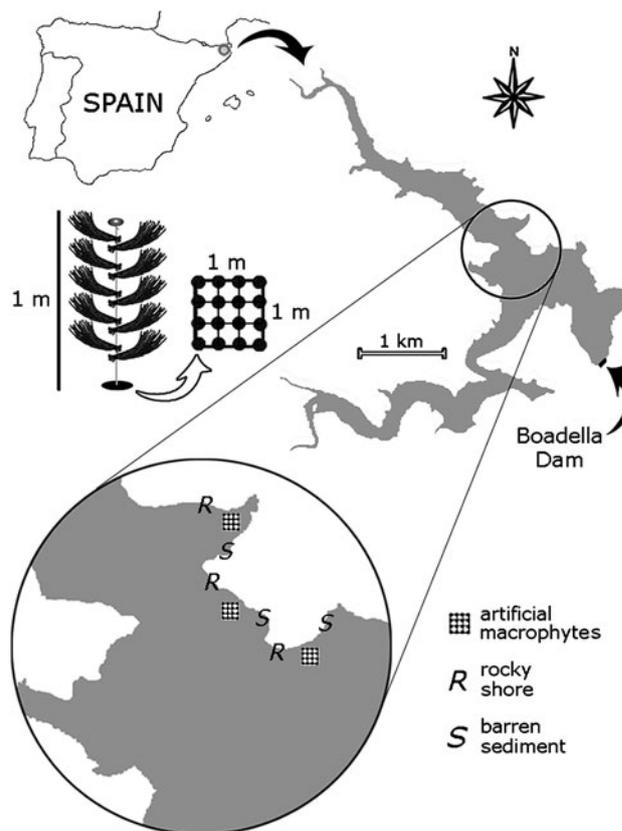 N
SPAIN
1 m
1 m
1 m
1 km
Boadella
Dam
R
S
R
S
S
R
artificial
macrophytes
R rocky
shore
S barren
sediment